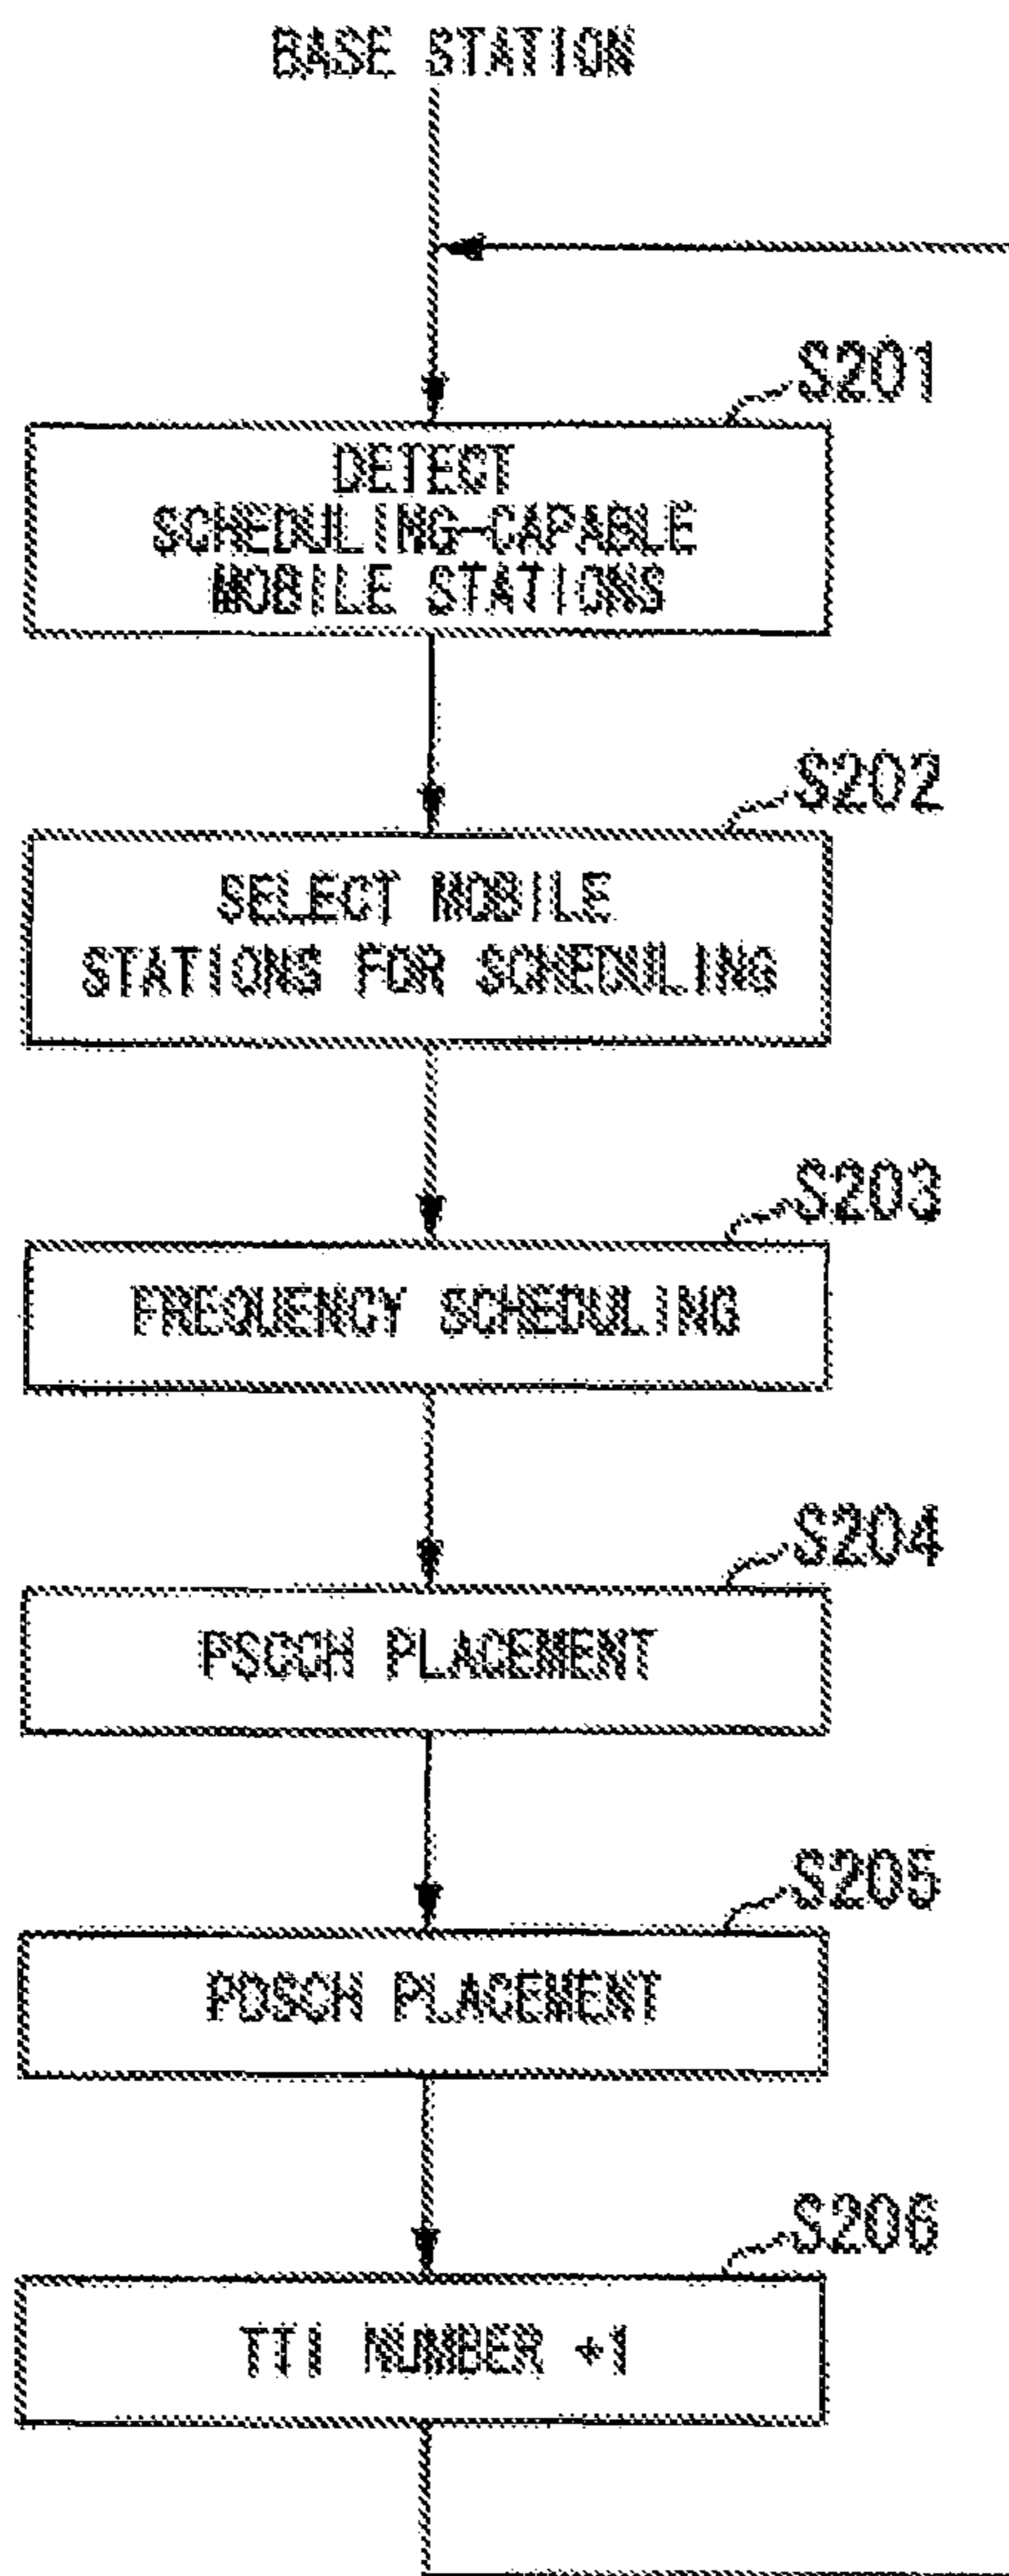 BASE STATION
S201
DETECT
SCHEDULING-CAPABLE
MOBILE STATIONS
S202
SELECT MOBILE
STATIONS FOR SCHEDULING
S203
FREQUENCY SCHEDULING
S204
PSCCH PLACEMENT
S205
PDSCH PLACEMENT
S206
TTI NUMBER +1